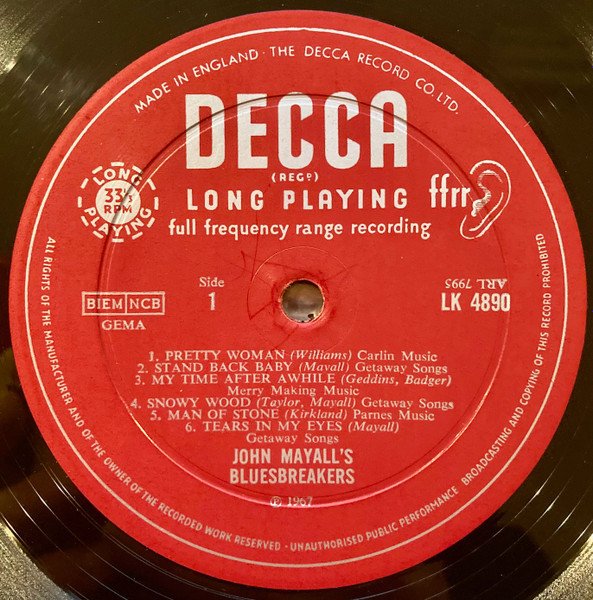 MADE IN ENGLAND · THE DECCA RECORD CO. LTD.
DECCA
(REGD)
LONG PLAYING
33⅓
RPM
LONG PLAYING
ffrr
full frequency range recording
Side
1
ARL 7995
LK 4890
BIEM NCB
GEMA
1. PRETTY WOMAN (Williams) Carlin Music
2. STAND BACK BABY (Mayall) Getaway Songs
3. MY TIME AFTER AWHILE (Geddins, Badger)
Merry Making Music
4. SNOWY WOOD (Taylor, Mayall) Getaway Songs
5. MAN OF STONE (Kirkland) Parnes Music
6. TEARS IN MY EYES (Mayall)
Getaway Songs
JOHN MAYALL'S
BLUESBREAKERS
℗ 1967
ALL RIGHTS OF THE MANUFACTURER AND OF THE OWNER OF THE RECORDED WORK RESERVED · UNAUTHORISED PUBLIC PERFORMANCE BROADCASTING AND COPYING OF THIS RECORD PROHIBITED